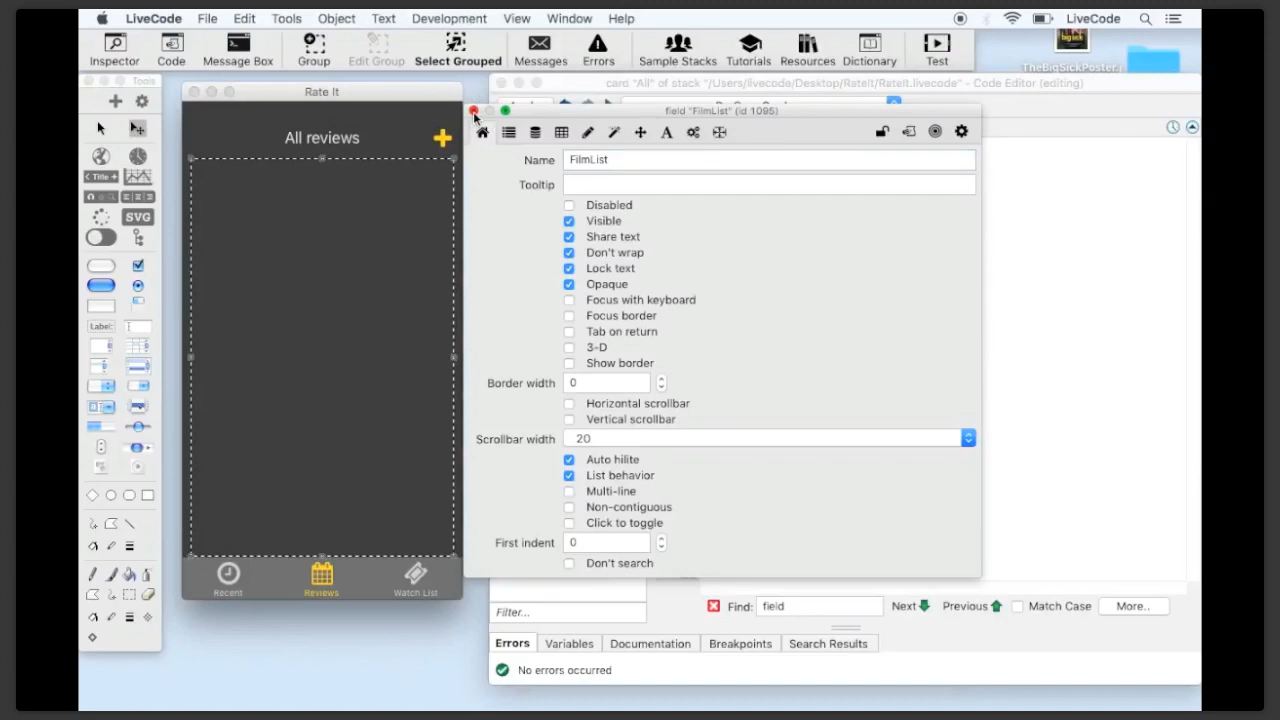 LiveCode File Edit Tools Object Text Development View Window Help LiveCode
Inspector Code Message Box Group Edit Group Select Grouped Messages Errors Sample Stacks Tutorials Resources Dictionary Test
big sick
TheBigSickPoster.j
Tools
Rate It
card "All" of stack "/Users/livecode/Desktop/RateIt/RateIt.livecode" - Code Editor (editing)
field "FilmList" (id 1095)
All reviews
Name FilmList
Tooltip
Disabled
Visible
Share text
Don't wrap
Lock text
Opaque
Focus with keyboard
Focus border
Tab on return
3-D
Show border
Border width 0
Horizontal scrollbar
Vertical scrollbar
Scrollbar width 20
Auto hilite
List behavior
Multi-line
Non-contiguous
Click to toggle
First indent 0
Don't search
< Title +
SVG
Label:
Recent Reviews Watch List
Filter...
Find: field Next Previous Match Case More..
Errors Variables Documentation Breakpoints Search Results
No errors occurred